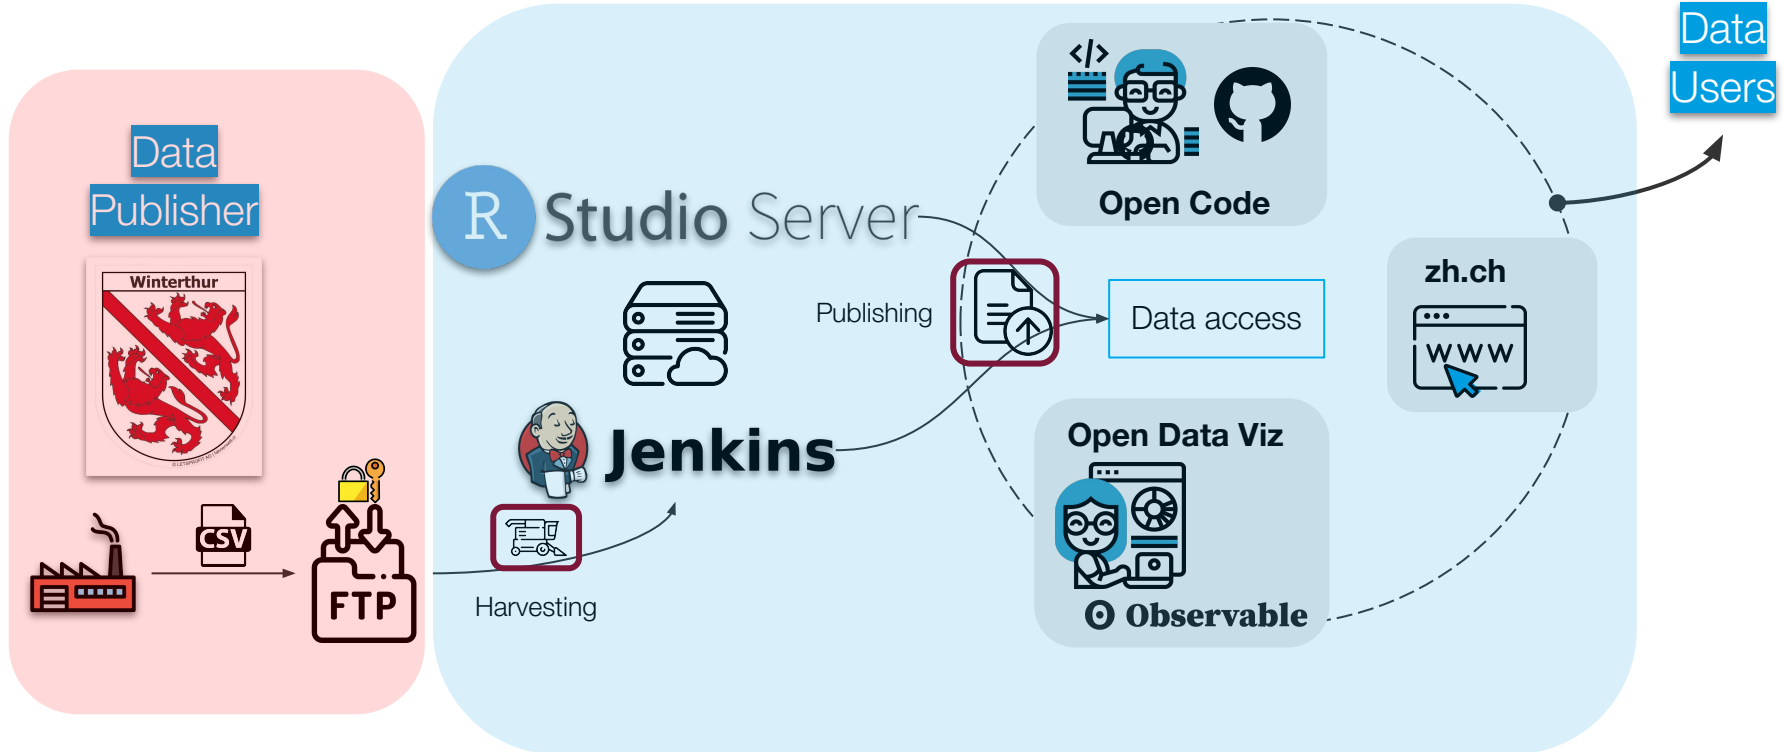 Data
Publisher
Winterthur
CSV
FTP
R Studio Server
Publishing
Jenkins
Harvesting
</>
Open Code
Data access
Open Data Viz
Observable
zh.ch
WWW
Data
Users